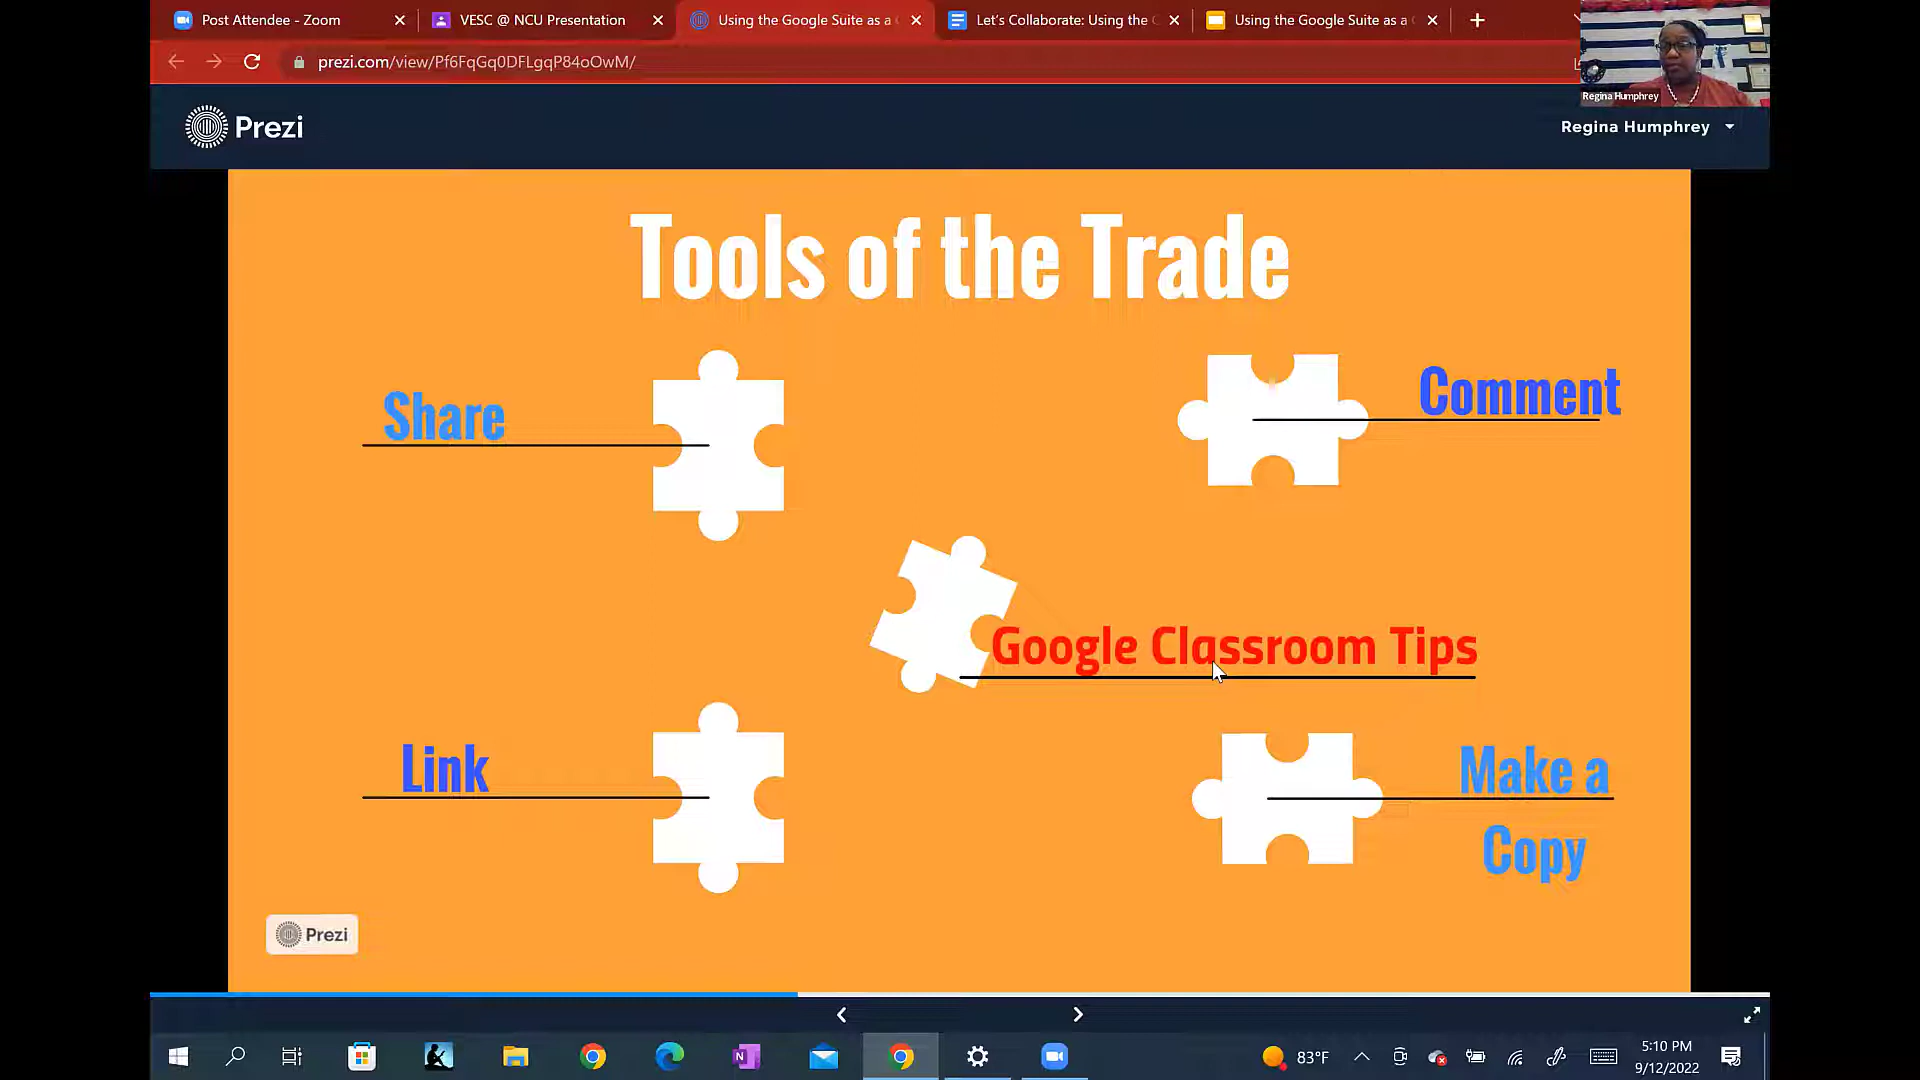 Post Attendee - Zoom
VESC @ NCU Presentation
Using the Google Suite as a
Let's Collaborate: Using the
Using the Google Suite as a
prezi.com/view/Pf6FqGq0DFLgqP84oOwM/
Regina Humphrey
Prezi
Regina Humphrey
Tools of the Trade
Share
Comment
Google Classroom Tips
Link
Make a
Copy
Prezi
83°F
5:10 PM
9/12/2022